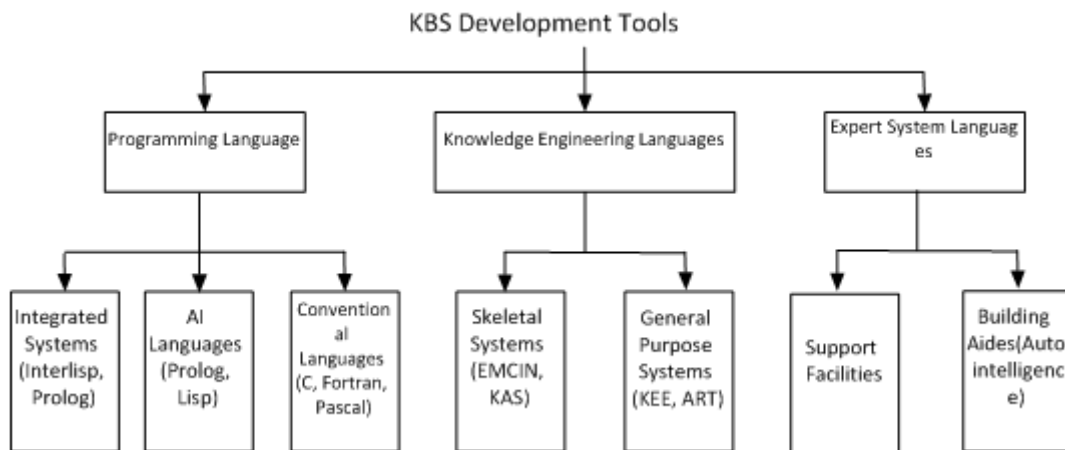 KBS Development Tools
Programming Language
Knowledge Engineering Languages
Expert System Languag
es
Integrated
Systems
(Interlisp,
Prolog)
AI
Languages
(Prolog,
Lisp)
Convention
al
Languages
(C, Fortran,
Pascal)
Skeletal
Systems
(EMCIN,
KAS)
General
Purpose
Systems
(KEE, ART)
Support
Facilities
Building
Aides(Auto
intelligenc
e)